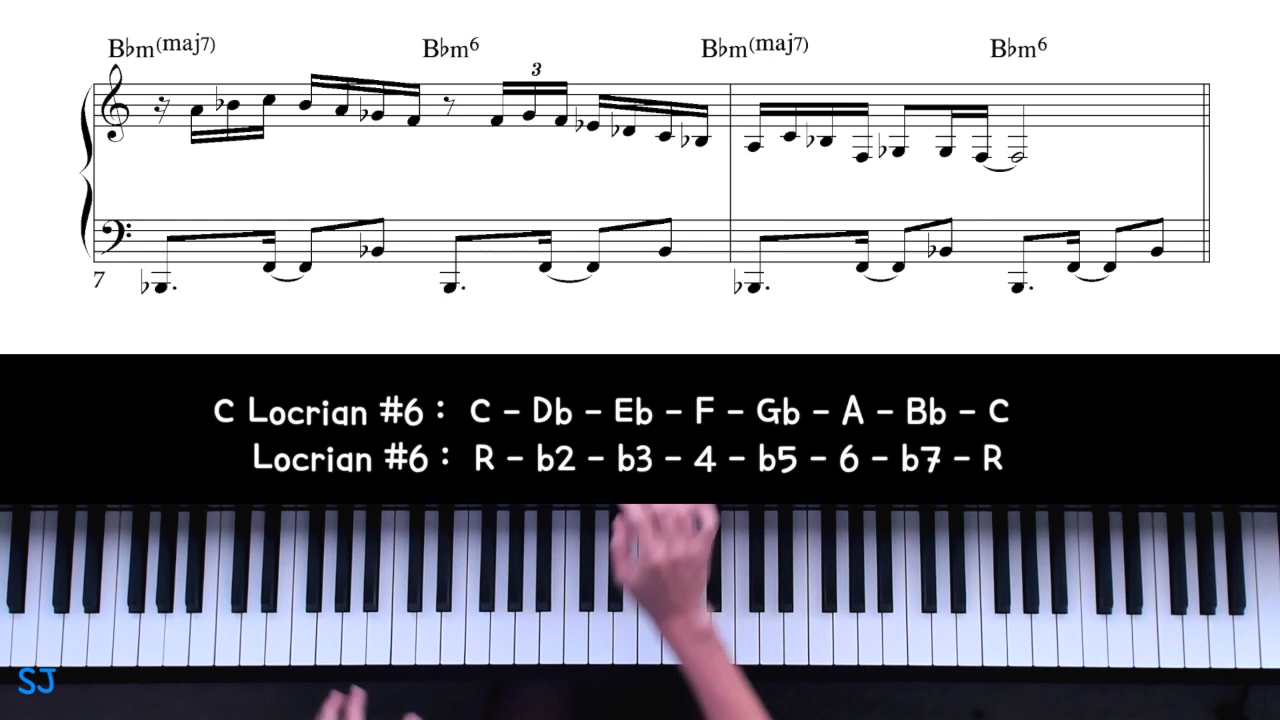 B♭m(maj7) B♭m6 B♭m(maj7) B♭m6
3
7
C Locrian #6 : C - Db - Eb - F - Gb - A - Bb - C
Locrian #6 : R - b2 - b3 - 4 - b5 - 6 - b7 - R
SJ